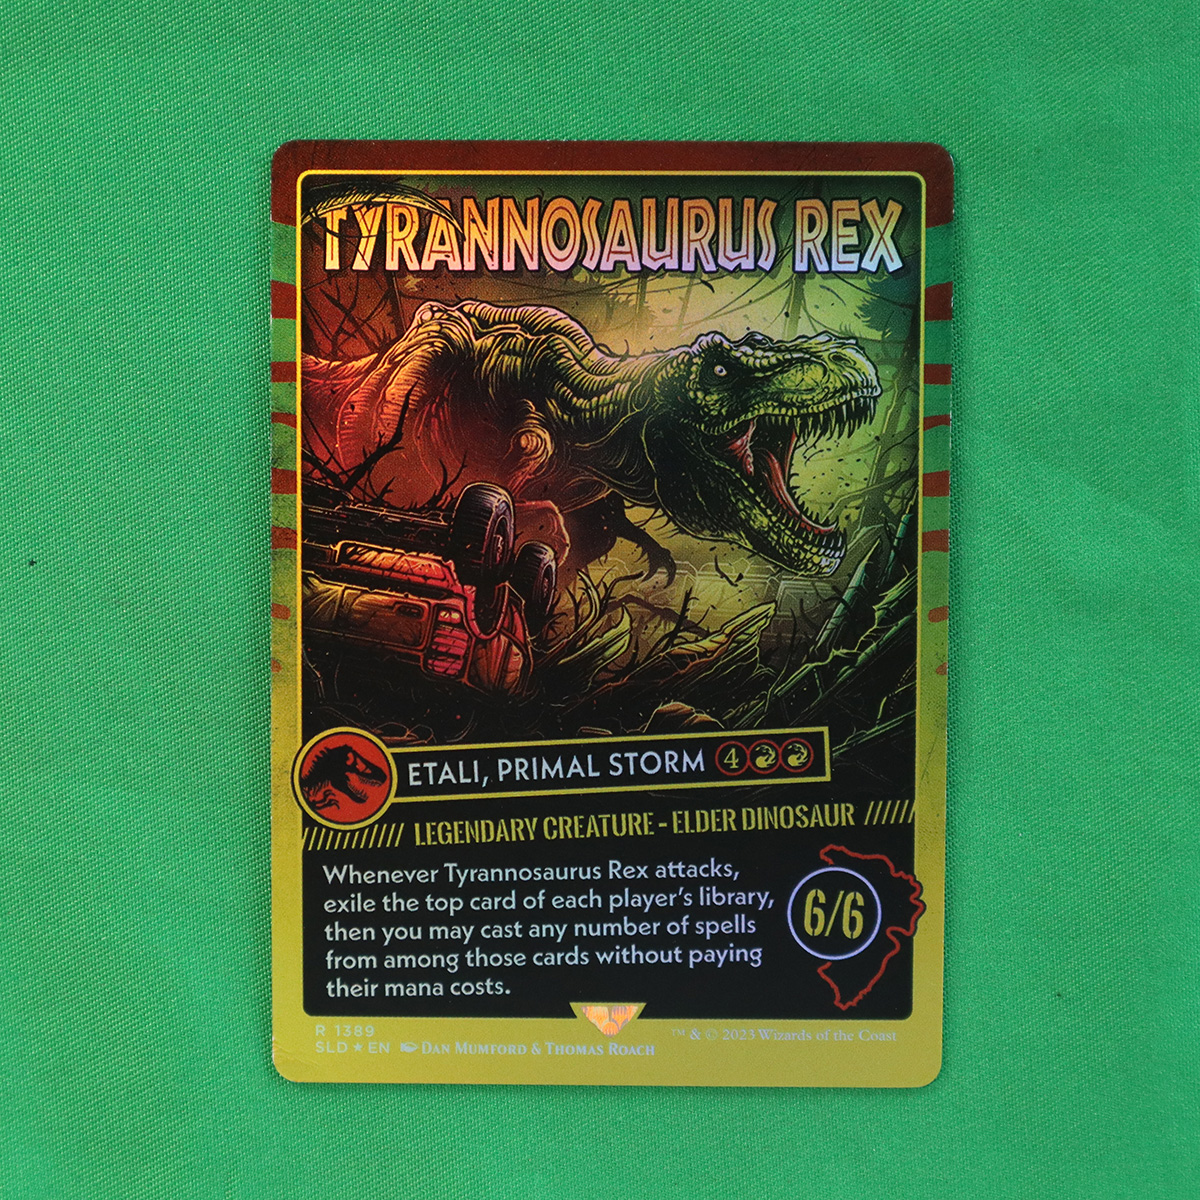 TYRANNOSAURUS REX
ETALI, PRIMAL STORM 4
LEGENDARY CREATURE - ELDER DINOSAUR
Whenever Tyrannosaurus Rex attacks,
exile the top card of each player's library,
then you may cast any number of spells
from among those cards without paying
their mana costs.
6/6
R 1389
SLD ★ EN DAN MUMFORD & THOMAS ROACH
™ & © 2023 Wizards of the Coast